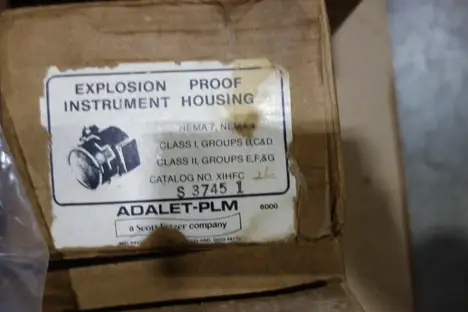 EXPLOSION PROOF
INSTRUMENT HOUSING
NEMA 7, NEMA
CLASS I, GROUPS B,C&D
CLASS II, GROUPS E,F,&G
CATALOG NO. XIHFC
S 3745 1
ADALET-PLM 6000
a Scott Fetzer company